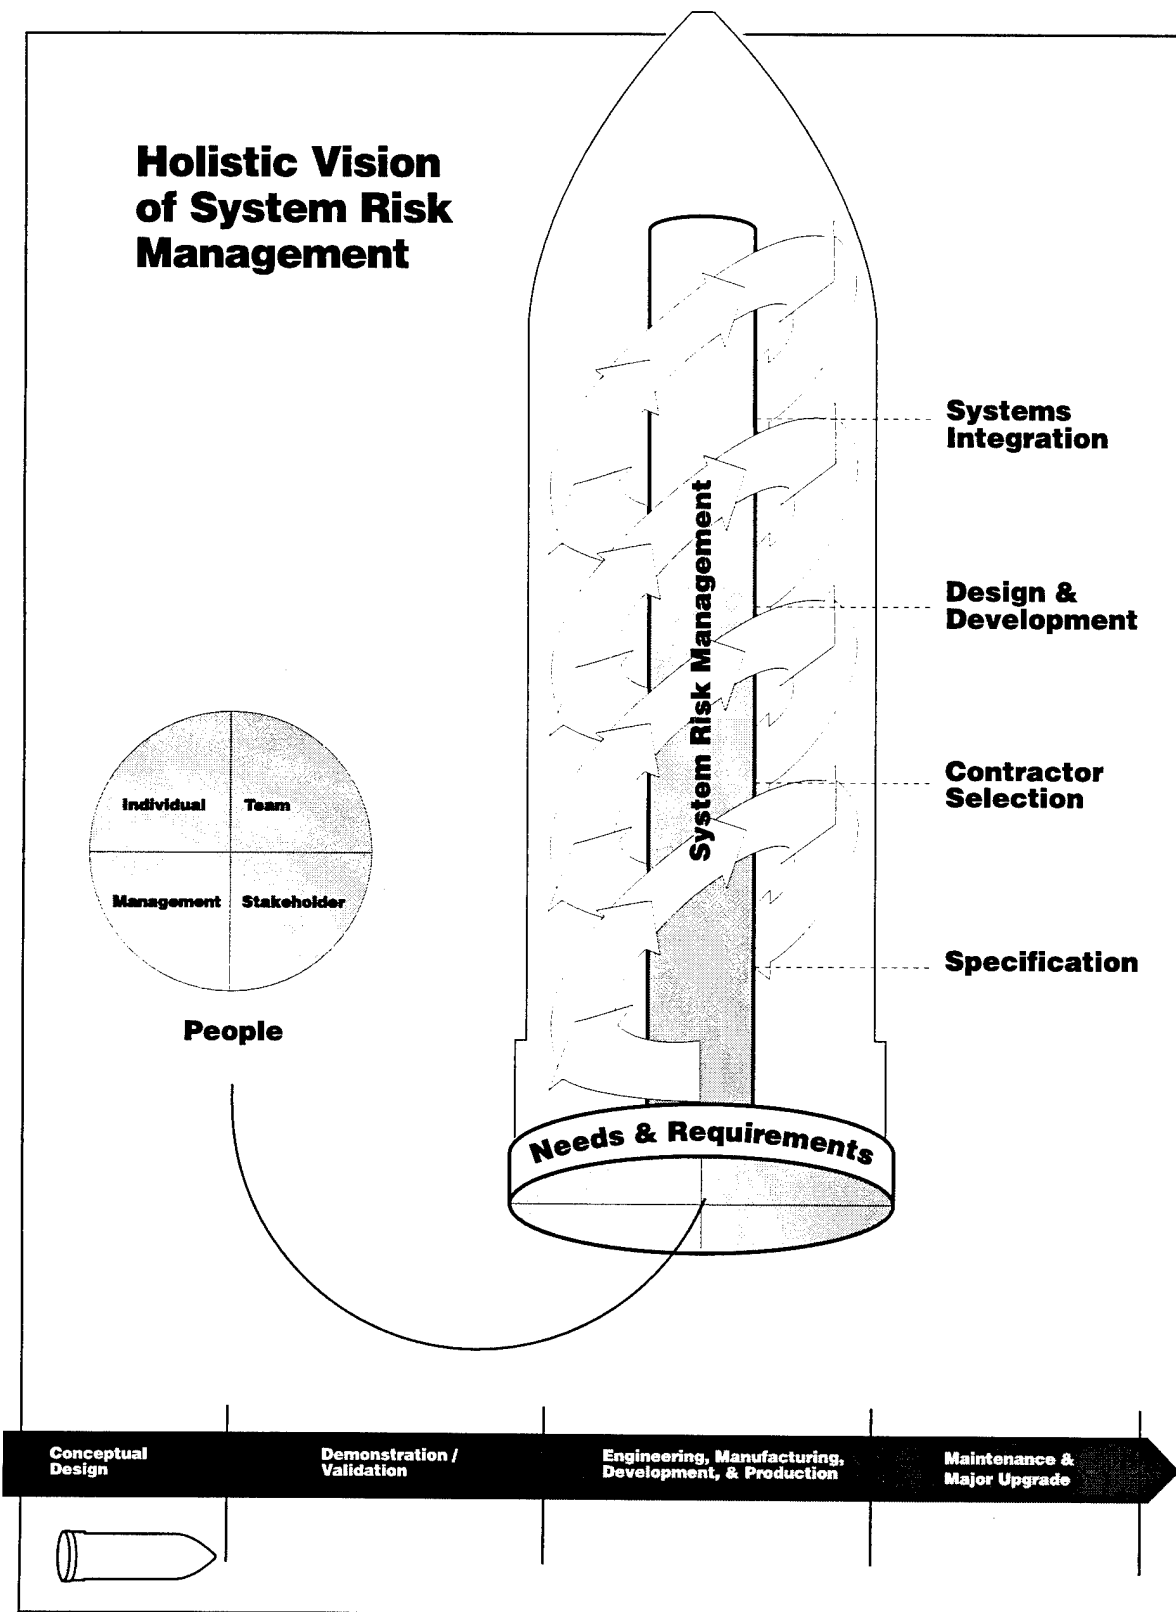 Holistic Vision
of System Risk
Management
Systems
Integration
Design &
Development
System Risk Management
Contractor
Selection
Individual
Team
Management
Stakeholder
Specification
People
Needs & Requirements
Conceptual
Design
Demonstration /
Validation
Engineering, Manufacturing,
Development, & Production
Maintenance &
Major Upgrade